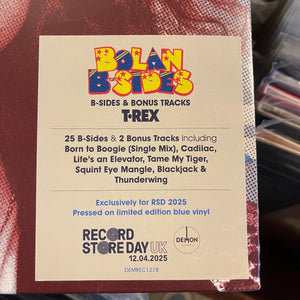 BOLAN
B-SIDES
B-SIDES & BONUS TRACKS
T•REX
25 B-Sides & 2 Bonus Tracks Including
Born to Boogie (Single Mix), Cadilac,
Life's an Elevator, Tame My Tiger,
Squint Eye Mangle, Blackjack &
Thunderwing
Exclusively for RSD 2025
Pressed on limited edition blue vinyl
RECORD
STORE DAY UK
12.04.2025
DEMON
DEMREC1278